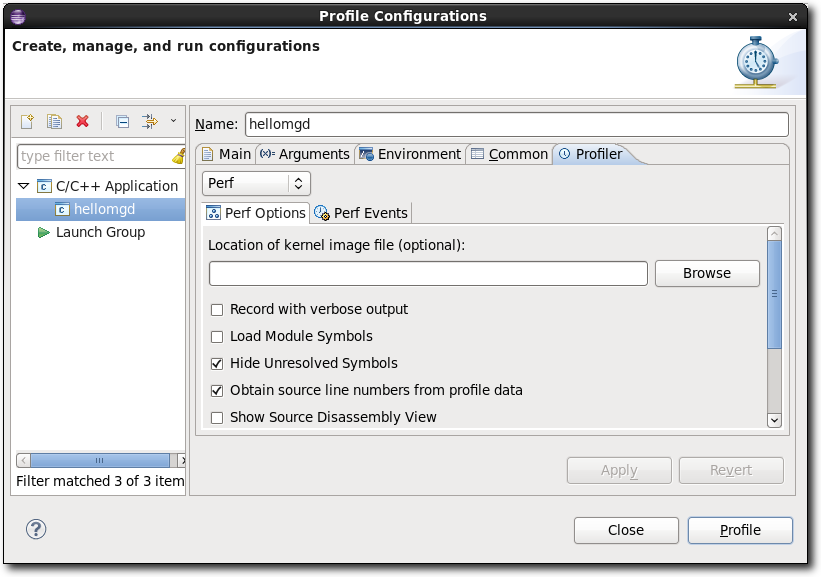 Profile Configurations
Create, manage, and run configurations
type filter text
C/C++ Application
hellomgd
Launch Group
Filter matched 3 of 3 item
Name: hellomgd
Main Arguments Environment Common Profiler
Perf
Perf Options Perf Events
Location of kernel image file (optional):
Browse
Record with verbose output
Load Module Symbols
Hide Unresolved Symbols
Obtain source line numbers from profile data
Show Source Disassembly View
Apply Revert
Close Profile